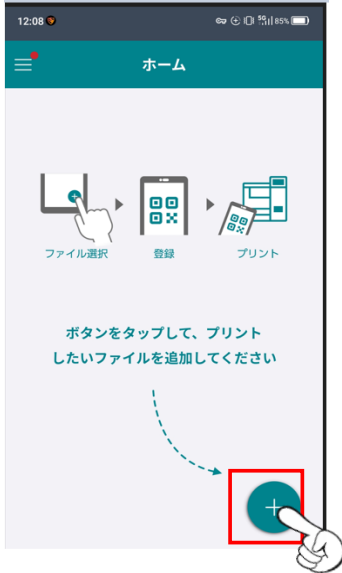 12:08 5G 85%
ホーム
ファイル選択 登録 プリント
ボタンをタップして、プリント
したいファイルを追加してください